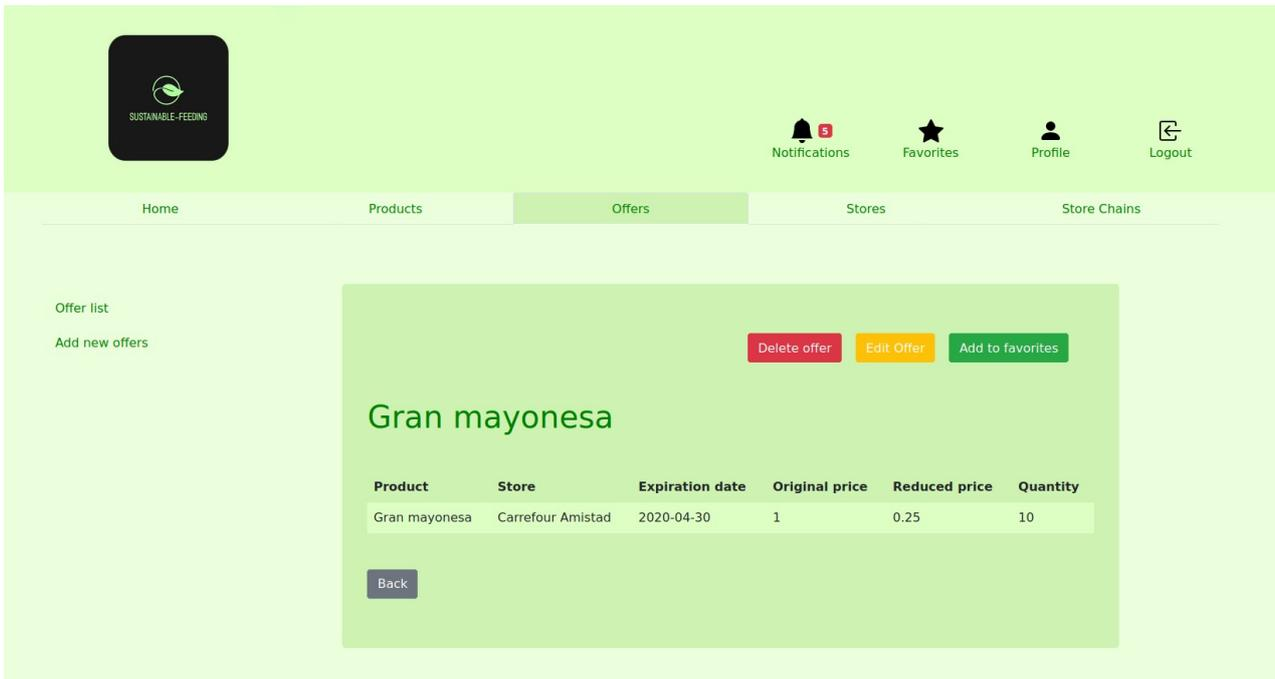 SUSTAINABLE-FEEDING
5
Notifications Favorites Profile Logout
Home Products Offers Stores Store Chains
Offer list
Add new offers
Delete offer Edit Offer Add to favorites
Gran mayonesa
Product Store Expiration date Original price Reduced price Quantity
Gran mayonesa Carrefour Amistad 2020-04-30 1 0.25 10
Back